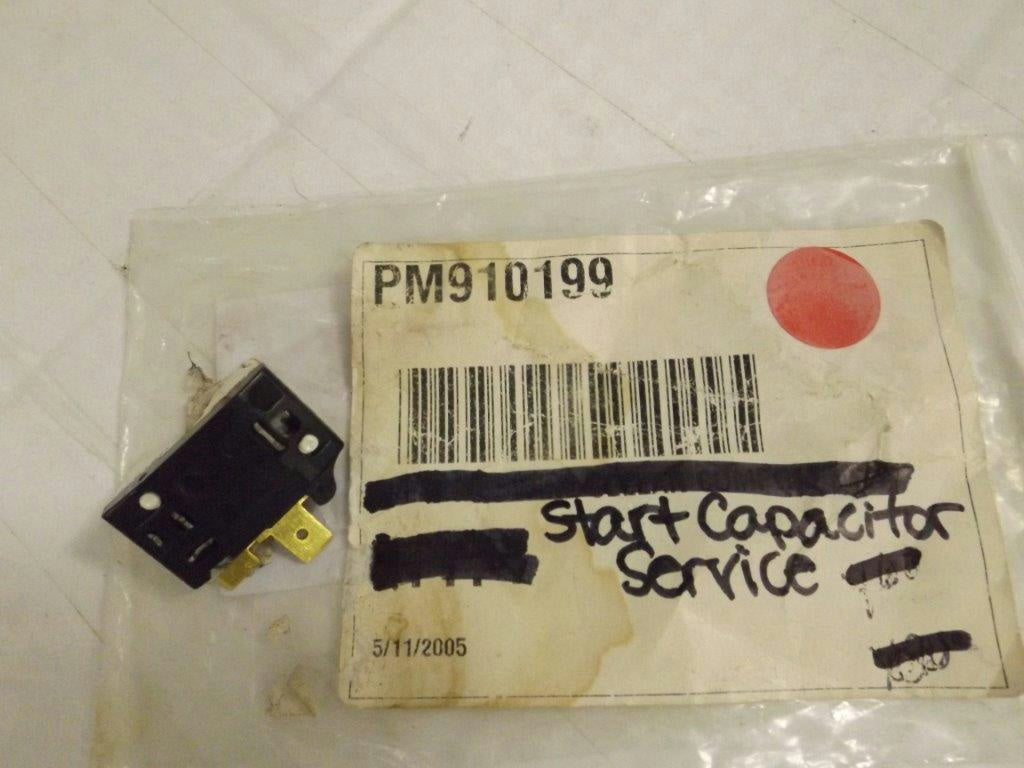 PM910199
Start Capacitor
Service
5/11/2005